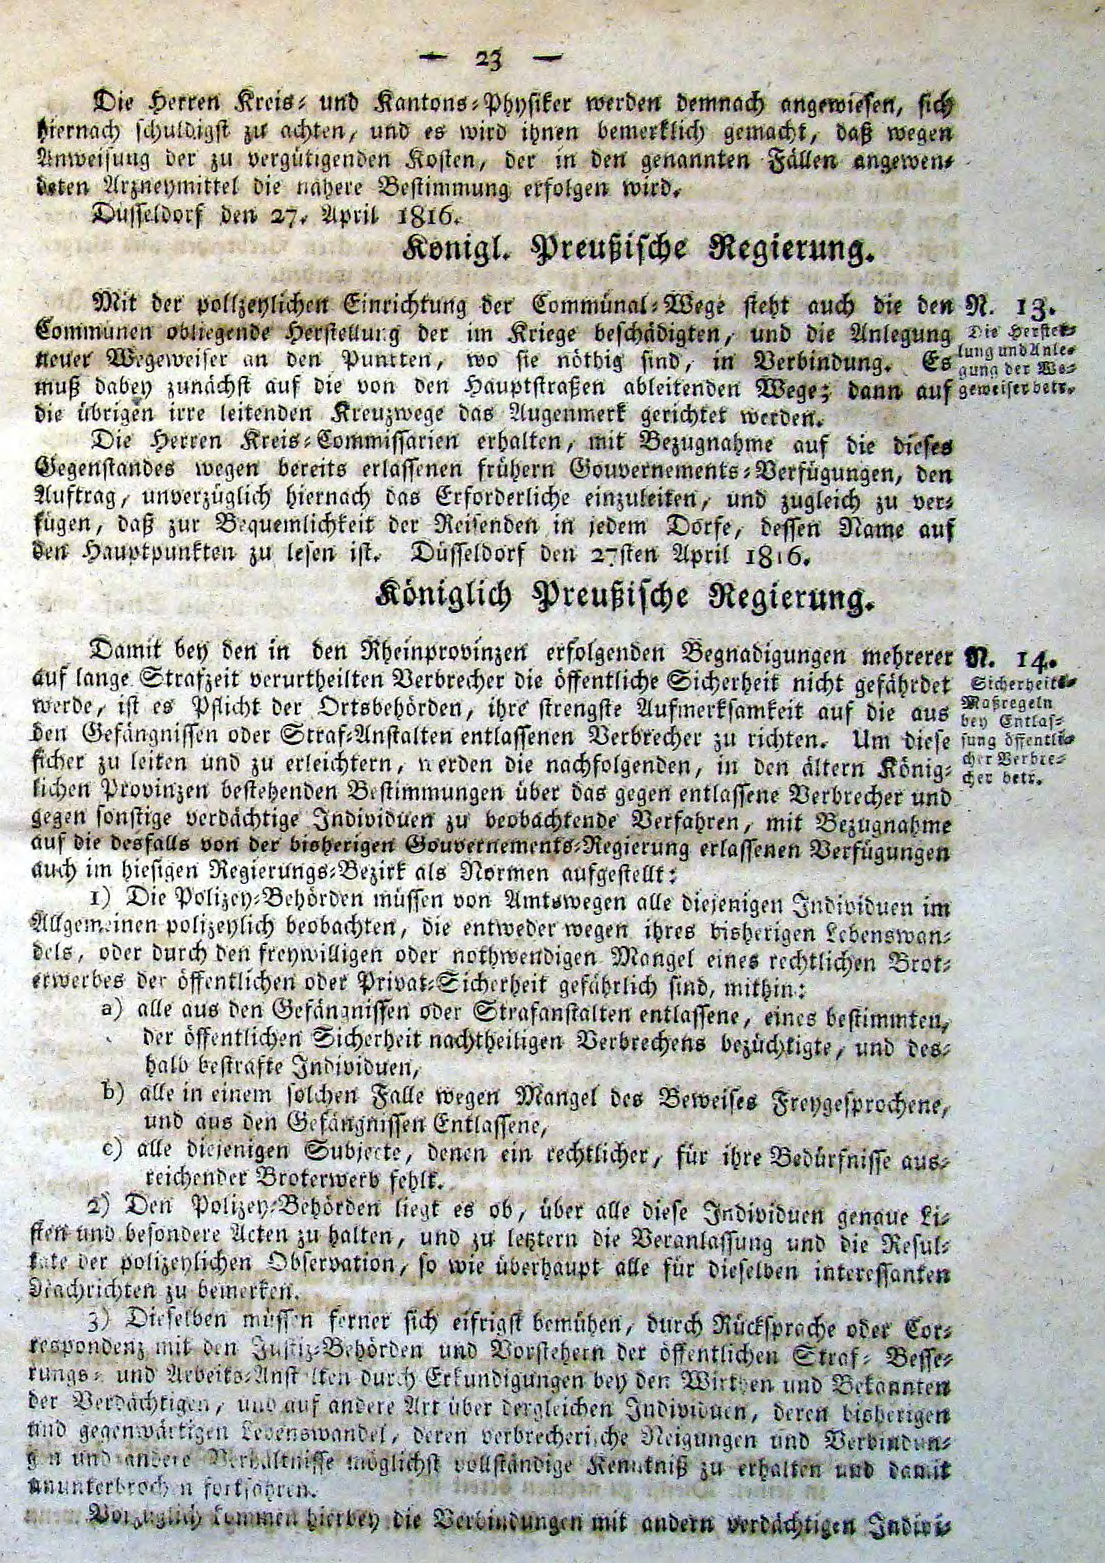 — 23 —
Die Herren Kreis- und Kantons-Physiker werden demnach angewiesen, sich
hiernach schuldigst zu achten, und es wird ihnen bemerklich gemacht, daß wegen
Anweisung der zu vergütigenden Kosten, der in den genannten Fällen angewen-
deten Arzneymittel die nähere Bestimmung erfolgen wird.
Düsseldorf den 27. April 1816.
Königl. Preußische Regierung.
Mit der polizeylichen Einrichtung der Communal-Wege steht auch die den
Communen obliegende Herstellung der im Kriege beschädigten, und die Anlegung
neuer Wegeweiser an den Puntten, wo sie nöthig sind, in Verbindung. Es
muß dabey zunächst auf die von den Hauptstraßen ableitenden Wege; dann auf
die übrigen irre leitenden Kreuzwege das Augenmerk gerichtet werden.
N. 13.
Die Herstel-
lung und Anle-
gung der We-
geweiser betr.
Die Herren Kreis-Commissarien erhalten, mit Bezugnahme auf die dieses
Gegenstandes wegen bereits erlassenen frühern Gouvernements-Verfügungen, den
Auftrag, unverzüglich hiernach das Erforderliche einzuleiten, und zugleich zu ver-
fügen, daß zur Bequemlichkeit der Reisenden in jedem Dorfe, dessen Name auf
den Hauptpunkten zu lesen ist. Düsseldorf den 27sten April 1816.
Königlich Preußische Regierung.
Damit bey den in den Rheinprovinzen erfolgenden Begnadigungen mehrerer
auf lange Strafzeit verurtheilten Verbrecher die öffentliche Sicherheit nicht gefährdet
werde, ist es Pflicht der Ortsbehörden, ihre strengste Aufmerksamkeit auf die aus
den Gefängnissen oder Straf-Anstalten entlassenen Verbrecher zu richten. Um diese
sicher zu leiten und zu erleichtern, werden die nachfolgenden, in den ältern König-
lichen Provinzen bestehenden Bestimmungen über das gegen entlassene Verbrecher und
gegen sonstige verdächtige Individuen zu beobachtende Verfahren, mit Bezugnahme
auf die desfalls von der bisherigen Gouvernements-Regierung erlassenen Verfügungen
auch im hiesigen Regierungs-Bezirk als Normen aufgestellt:
N. 14.
Sicherheits-
Maßregeln
bey Entlas-
sung öffentli-
cher Verbre-
cher betr.
1) Die Polizey-Behörden müssen von Amtswegen alle diejenigen Individuen im
Allgemeinen polizeylich beobachten, die entweder wegen ihres bisherigen Lebenswan-
dels, oder durch den freywilligen oder nothwendigen Mangel eines rechtlichen Brot-
erwerbes der öffentlichen oder Privat-Sicherheit gefährlich sind, mithin:
a) alle aus den Gefängnissen oder Strafanstalten entlassene, eines bestimmten,
der öffentlichen Sicherheit nachtheiligen Verbrechens bezüchtigte, und des-
halb bestrafte Individuen,
b) alle in einem solchen Falle wegen Mangel des Beweises Freygesprochene,
und aus den Gefängnissen Entlassene,
c) alle diejenigen Subjecte, denen ein rechtlicher, für ihre Bedürfnisse aus-
reichender Broterwerb fehlt.
2) Den Polizey-Behörden liegt es ob, über alle diese Individuen genaue Li-
sten und besondere Acten zu halten, und zu letztern die Veranlassung und die Resul-
tate der polizeylichen Observation, so wie überhaupt alle für dieselben interessanten
Nachrichten zu bemerken.
3) Dieselben müssen ferner sich eifrigst bemühen, durch Rücksprache oder Cor-
respondenz mit den Justiz-Behörden und Vorstehern der öffentlichen Straf- Besse-
rungs- und Arbeits-Anstalten durch Erkundigungen bey den Wirthen und Bekannten
der Verdächtigen, und auf andere Art über dergleichen Individuen, deren bisherigen
und gegenwärtigen Lebenswandel, deren verbrecherische Neigungen und Verbindun-
gen und andere Verhältnisse möglichst vollständige Kenntniß zu erhalten und damit
ununterbrochen fortfahren.
Vorzüglich kommen hierbey die Verbindungen mit andern verdächtigen Indivi-